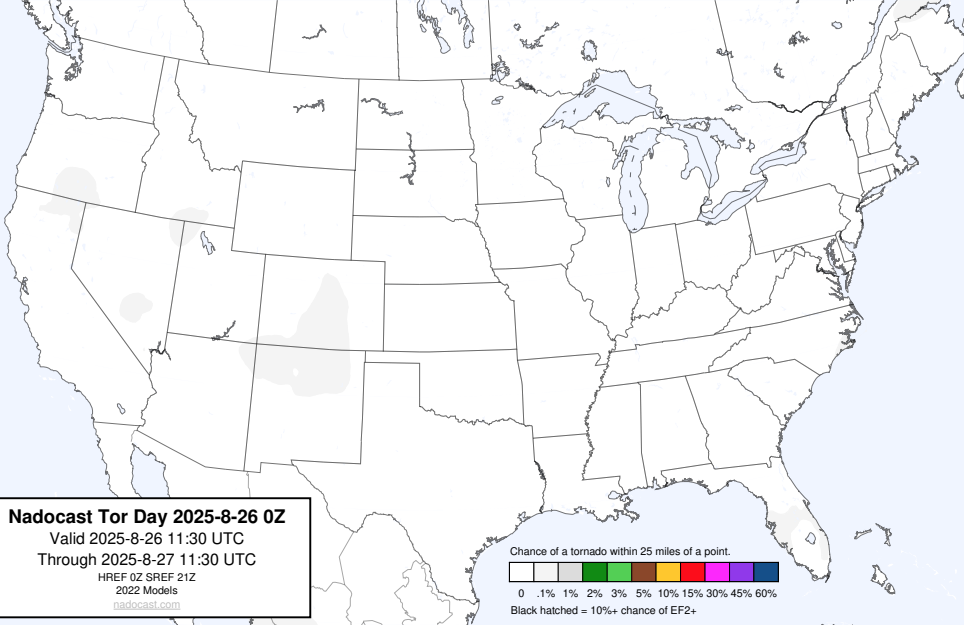 Nadocast Tor Day 2025-8-26 0Z
Valid 2025-8-26 11:30 UTC
Through 2025-8-27 11:30 UTC
HREF 0Z SREF 21Z
2022 Models
nadocast.com
Chance of a tornado within 25 miles of a point.
0 .1% 1% 2% 3% 5% 10% 15% 30% 45% 60%
Black hatched = 10%+ chance of EF2+